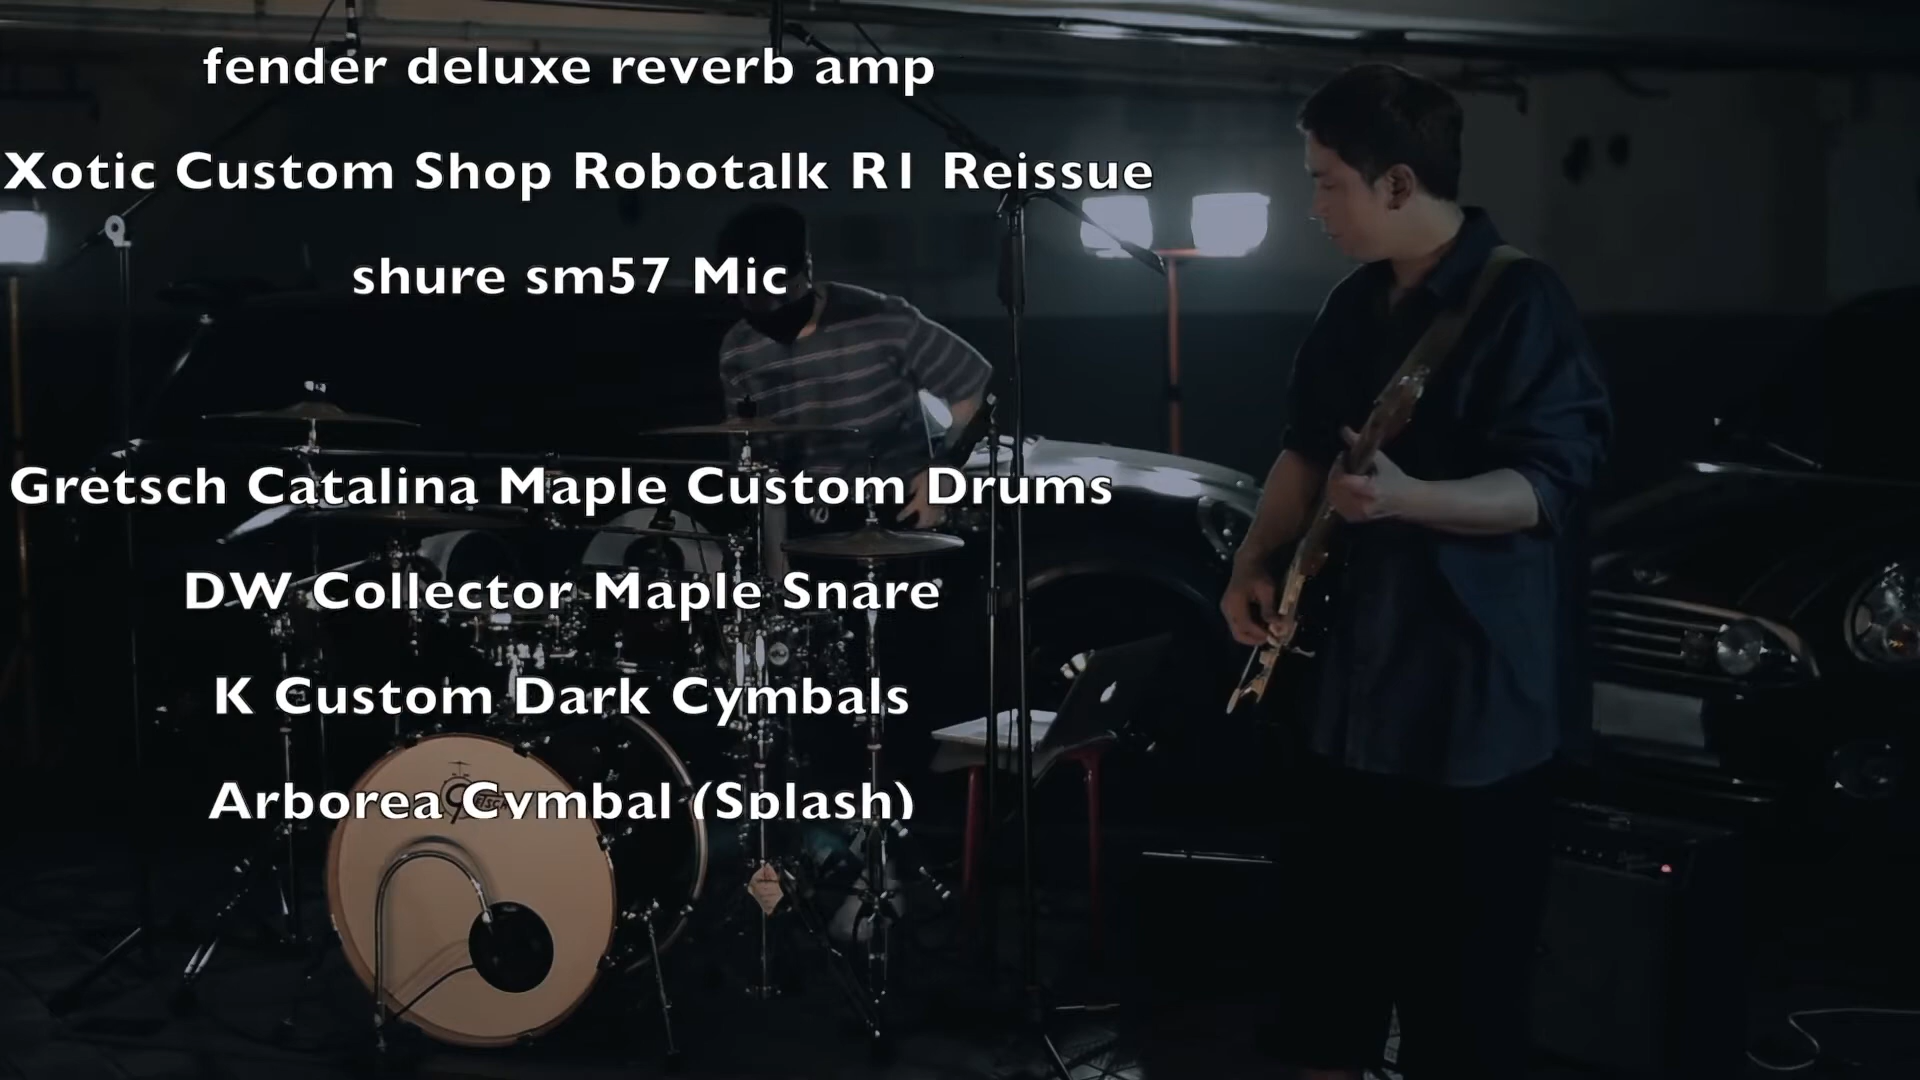 fender deluxe reverb amp
Xotic Custom Shop Robotalk R1 Reissue
shure sm57 Mic
Gretsch Catalina Maple Custom Drums
DW Collector Maple Snare
K Custom Dark Cymbals
Arborea Cymbal (Splash)